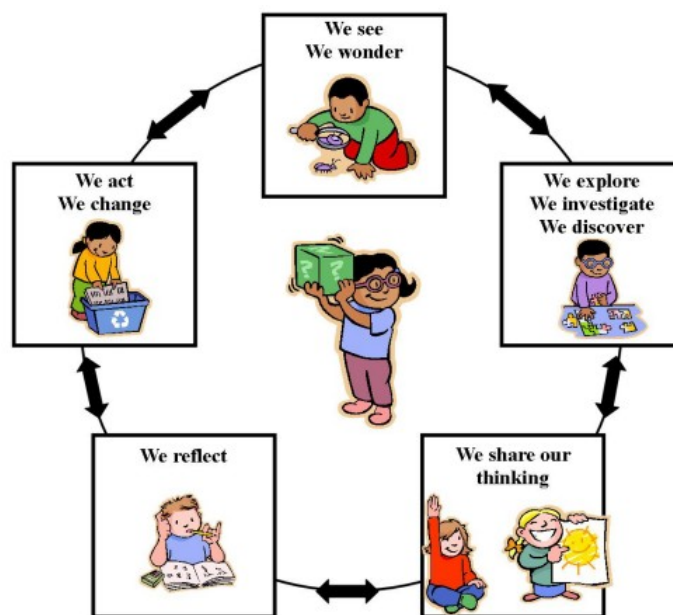 We see
We wonder
We explore
We investigate
We discover
We share our
thinking
We reflect
We act
We change